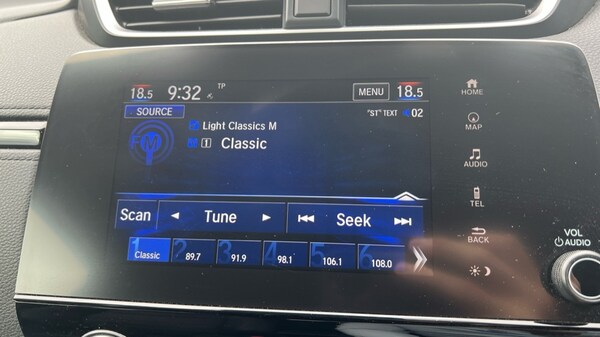 18.5 9:32 TP MENU 18.5
SOURCE
FM
Light Classics M
"ST" TEXT 02
1 Classic
Scan Tune Seek
1 2 3 4 5 6
Classic 89.7 91.9 98.1 106.1 108.0
HOME
MAP
AUDIO
TEL
BACK
VOL
AUDIO